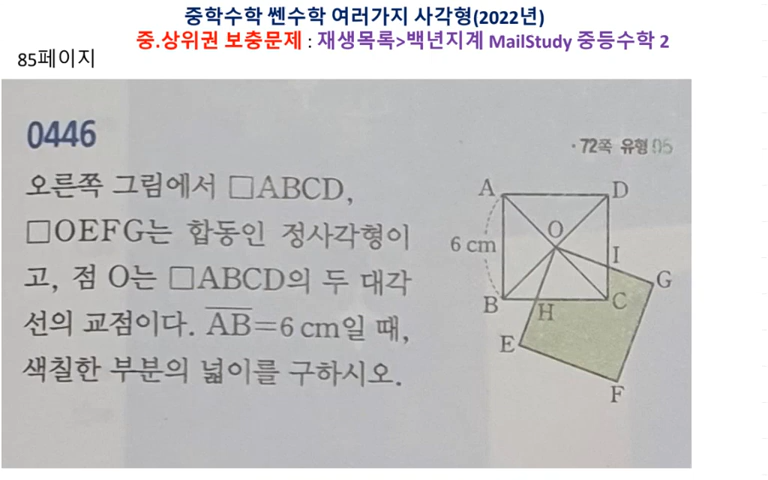 중학수학 쎈수학 여러가지 사각형(2022년)
중.상위권 보충문제 : 재생목록>백년지계 MailStudy 중등수학 2
85페이지
0446
· 72쪽 유형 05
오른쪽 그림에서 □ABCD,
□OEFG는 합동인 정사각형이
고, 점 O는 □ABCD의 두 대각
선의 교점이다. A̅B̅=6 cm일 때,
색칠한 부분의 넓이를 구하시오.
A
D
O
6 cm
I
G
B
H
C
E
F